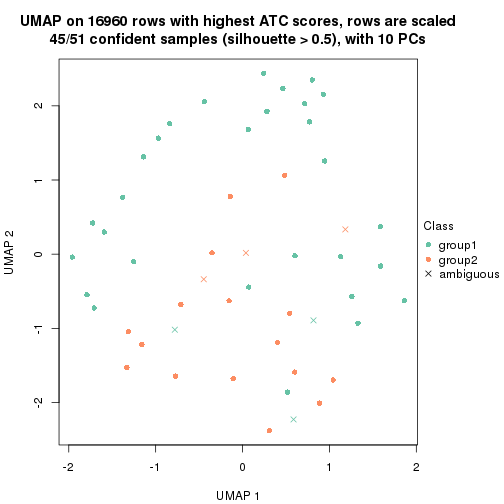 UMAP on 16960 rows with highest ATC scores, rows are scaled
45/51 confident samples (silhouette > 0.5), with 10 PCs
2
1
0
-1
-2
UMAP 2
-2
-1
0
1
2
UMAP 1
Class
group1
group2
ambiguous